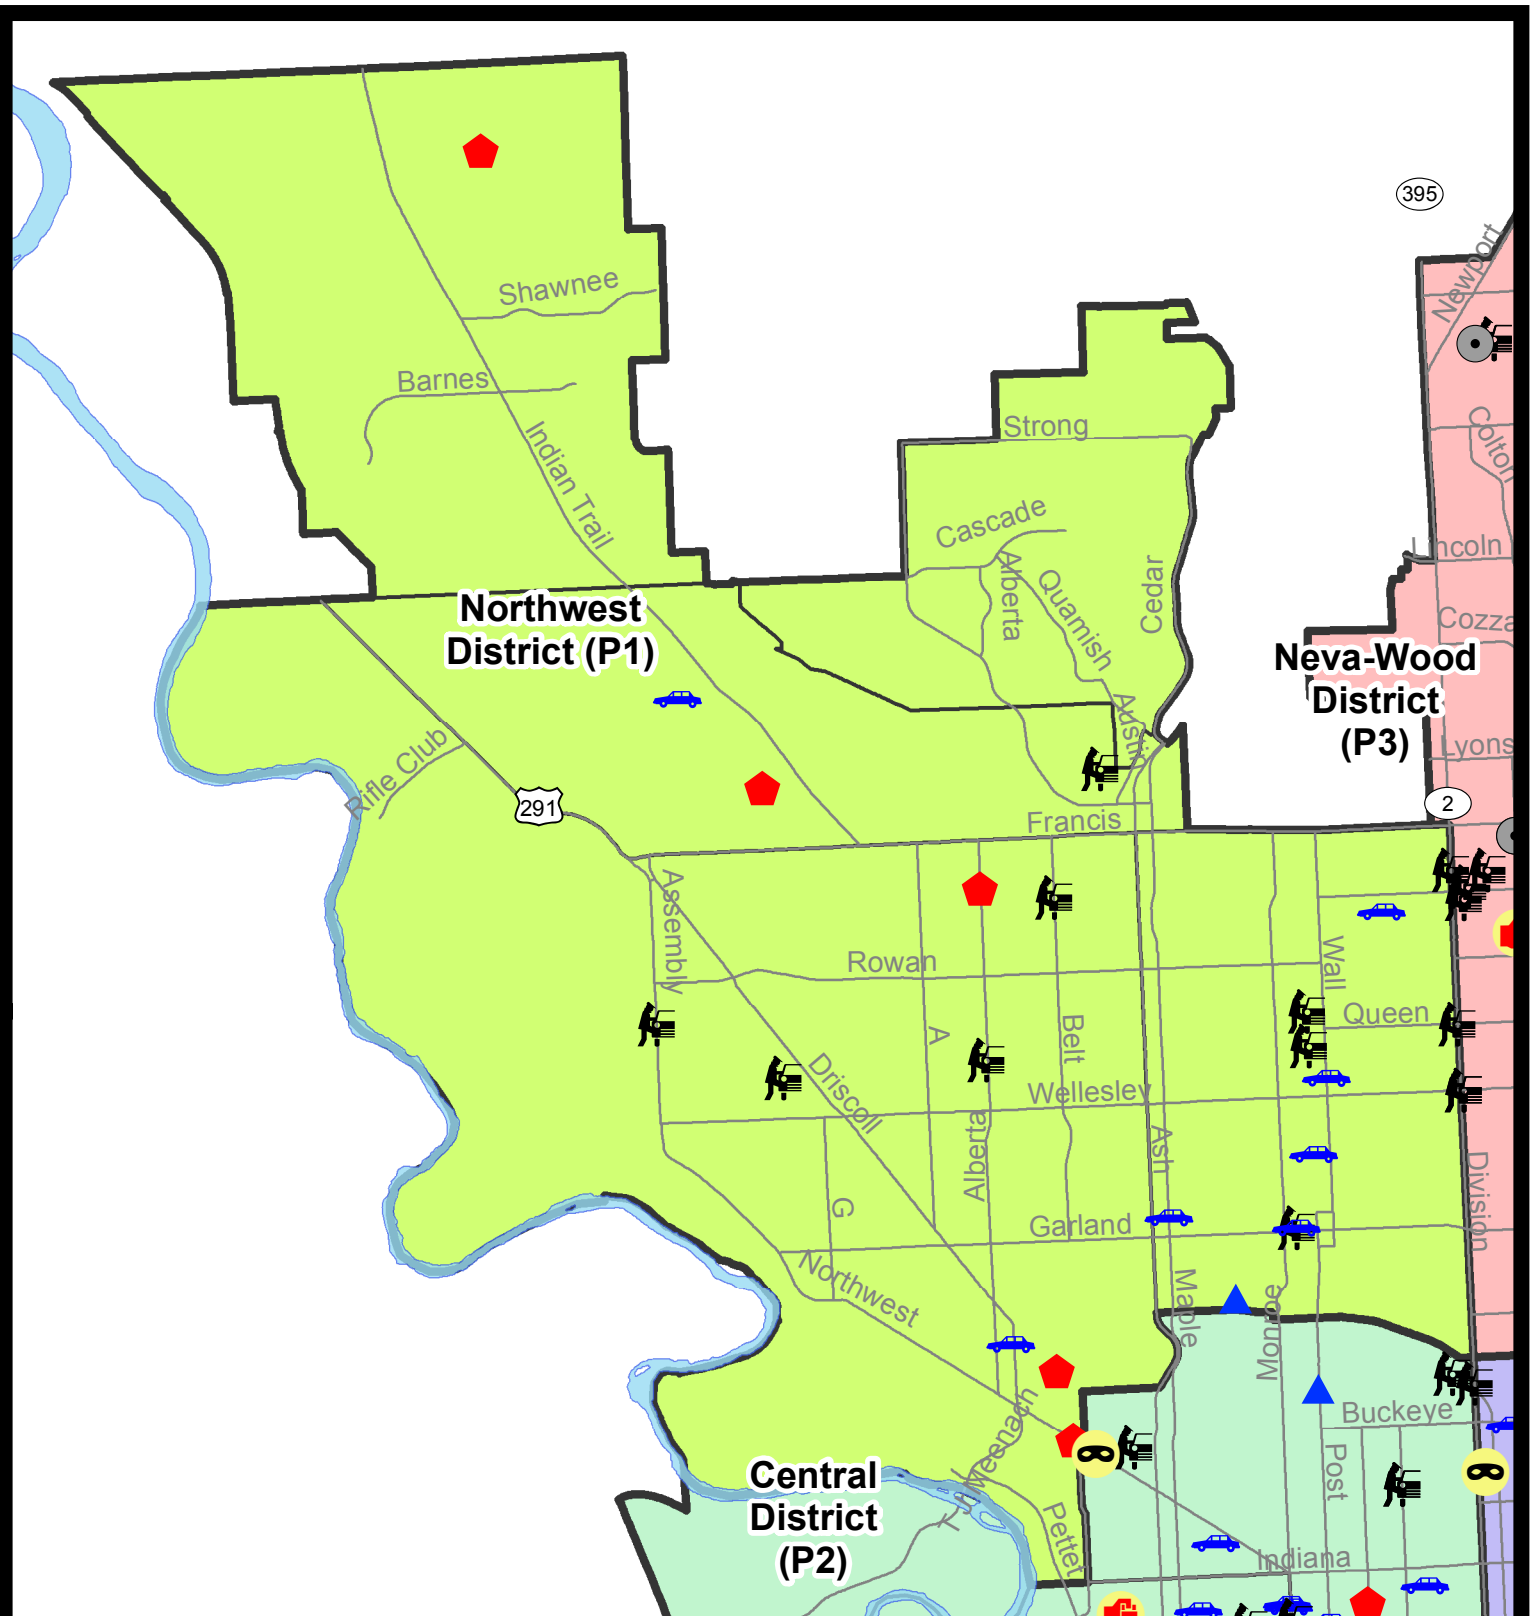 395
Newport
Shawnee
Barnes
Indian Trail
Strong
Colton
Cascade
Alberta
Quamish
Cedar
Lincoln
Northwest
District (P1)
Cozza
Neva-Wood
District
(P3)
Austin
Lyons
Rifle Club
291
2
Francis
Assembly
Rowan
Wall
Queen
A
Belt
Driscoll
Wellesley
Alberta
Ash
Division
G
Garland
Northwest
Maple
Monroe
Buckeye
Post
T J Meenach
Central
District
(P2)
Pettet
Indiana